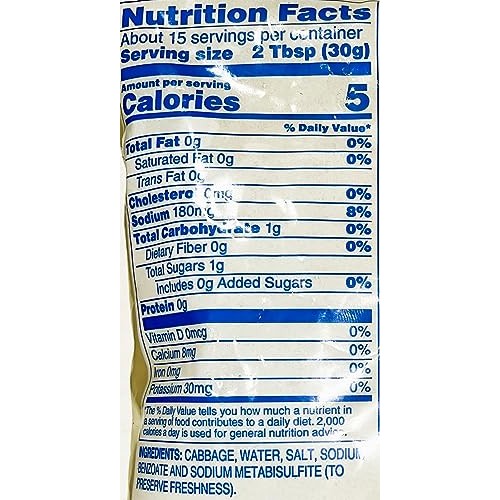 Nutrition Facts
About 15 servings per container
Serving size 2 Tbsp (30g)
Amount per serving
Calories 5
% Daily Value*
Total Fat 0g 0%
Saturated Fat 0g 0%
Trans Fat 0g
Cholesterol 0mg 0%
Sodium 180mg 8%
Total Carbohydrate 1g 0%
Dietary Fiber 0g 0%
Total Sugars 1g
Includes 0g Added Sugars 0%
Protein 0g
Vitamin D 0mcg 0%
Calcium 8mg 0%
Iron 0mg 0%
Potassium 30mg 0%
*The % Daily Value tells you how much a nutrient in
a serving of food contributes to a daily diet. 2,000
calories a day is used for general nutrition advice.
INGREDIENTS: CABBAGE, WATER, SALT, SODIUM
BENZOATE AND SODIUM METABISULFITE (TO
PRESERVE FRESHNESS).